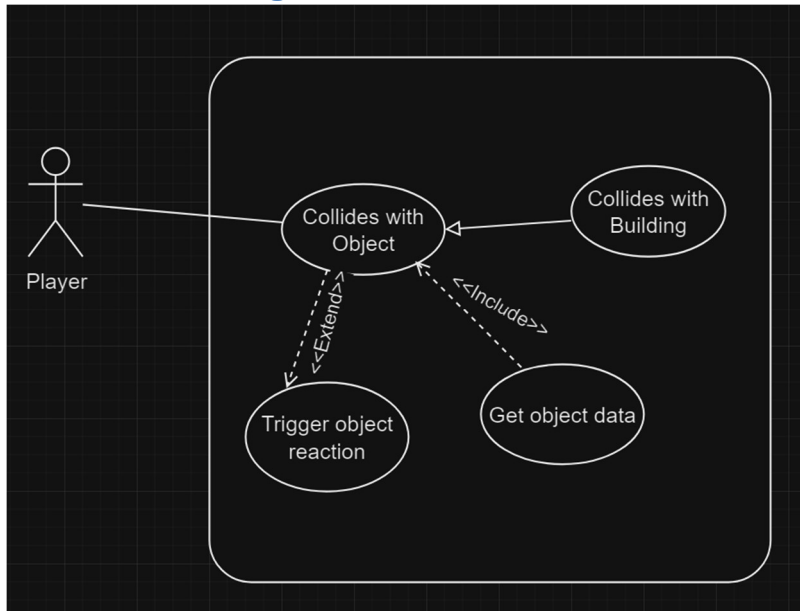 Collides with
Object
Collides with
Building
Player
<<Extend>>
<<Include>>
Trigger object
reaction
Get object data